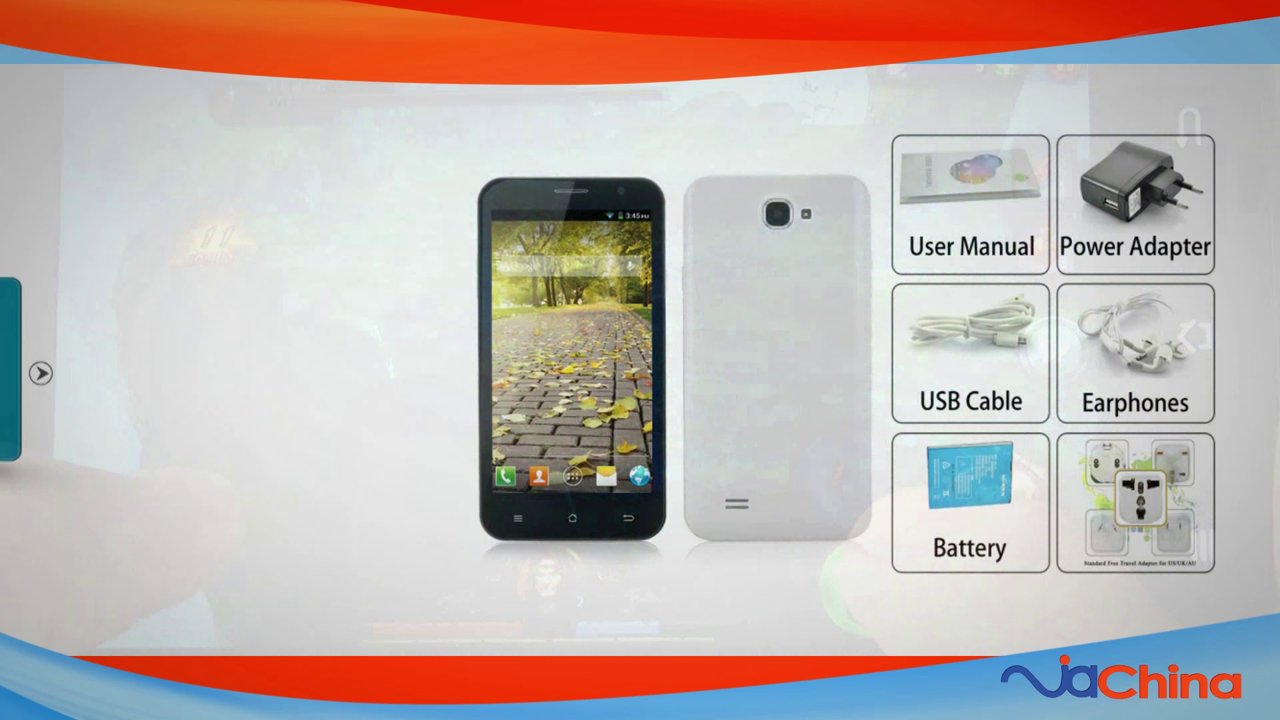 3:45 PM
User Manual
Power Adapter
USB Cable
Earphones
Battery
Standard Free Travel Adapter for US/UK/AU
ViaChina